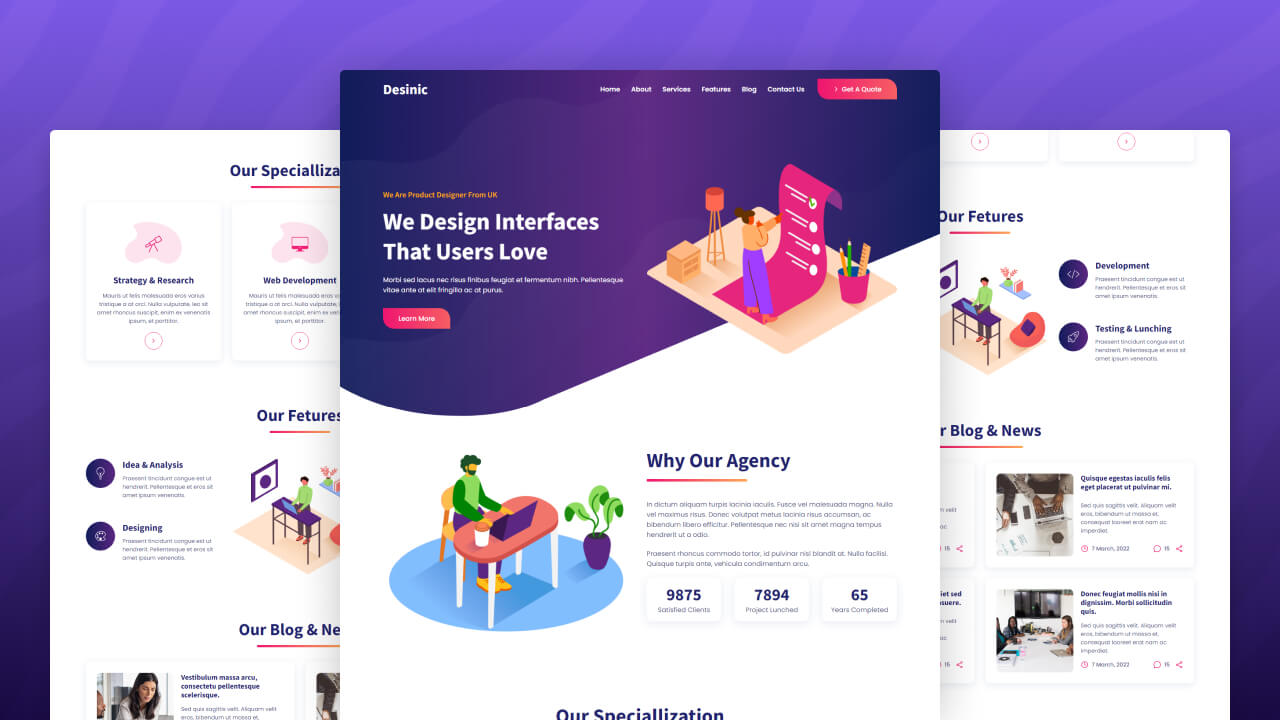 Desinic
Home About Services Features Blog Contact Us
Get A Quote
We Are Product Designer From UK
We Design Interfaces
That Users Love
Morbi sed lacus nec risus finibus feugiat et fermentum nibh. Pellentesque
vitae ante at elit fringilla ac at purus.
Learn More
Why Our Agency
In dictum aliquam turpis lacinia iaculis. Fusce vel malesuada magna. Nulla
vel maximus risus. Donec volutpat metus lacinia risus accumsan, ac
bibendum libero efficitur. Pellentesque nec nisi sit amet magna tempus
hendrerit ut a odio.
Praesent rhoncus commodo tortor, id pulvinar nisl blandit at. Nulla facilisi.
Quisque turpis ante, vehicula condimentum arcu.
9875
Satisfied Clients
7894
Project Lunched
65
Years Completed
Our Speciallization
Our Specialliza
Strategy & Research
Mauris ut felis malesuada eros varius
tristique a at orci. Nulla vulputate, leo sit
amet rhoncus suscipit, enim ex venenatis
ipsum, et porttitor.
Web Development
Mauris ut felis malesuada eros
tristique a at orci. Nulla vulputate,
amet rhoncus suscipit, enim ex
ipsum, et porttitor.
Our Fetures
Idea & Analysis
Praesent tincidunt congue est ut
hendrerit. Pellentesque et eros sit
amet ipsum venenatis.
Designing
Praesent tincidunt congue est ut
hendrerit. Pellentesque et eros sit
amet ipsum venenatis.
Our Blog & Ne
Vestibulum massa arcu,
consectetu pellentesque
scelerisque.
Sed quis sagittis velit. Aliquam velit
eros, bibendum ut massa et,
Our Fetures
Development
Praesent tincidunt congue est ut
hendrerit. Pellentesque et eros sit
amet ipsum venenatis.
Testing & Lunching
Praesent tincidunt congue est ut
hendrerit. Pellentesque et eros sit
amet ipsum venenatis.
r Blog & News
velit
ac
15
Quisque egestas iaculis felis
eget placerat ut pulvinar mi.
Sed quis sagittis velit. Aliquam velit
eros, bibendum ut massa et,
consequat laoreet erat nam ac
imperdiet.
7 March, 2022 15
iet sed
osuere.
velit
ac
15
Donec feugiat mollis nisi in
dignissim. Morbi sollicitudin
quis.
Sed quis sagittis velit. Aliquam velit
eros, bibendum ut massa et,
consequat laoreet erat nam ac
imperdiet.
7 March, 2022 15